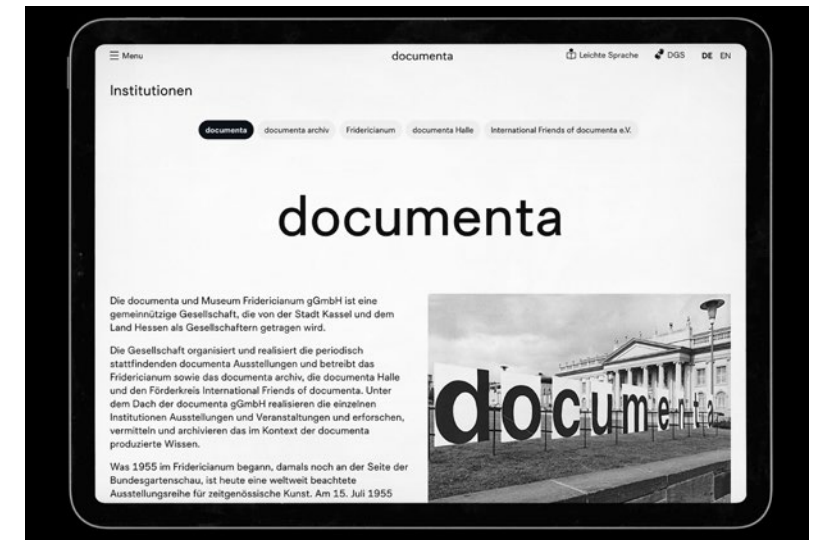 Menu
documenta
Leichte Sprache
DGS
DE EN
Institutionen
documenta
documenta archiv
Fridericianum
documenta Halle
International Friends of documenta e.V.
documenta
Die documenta und Museum Fridericianum gGmbH ist eine
gemeinnützige Gesellschaft, die von der Stadt Kassel und dem
Land Hessen als Gesellschaftern getragen wird.
Die Gesellschaft organisiert und realisiert die periodisch
stattfindenden documenta Ausstellungen und betreibt das
Fridericianum sowie das documenta archiv, die documenta Halle
und den Förderkreis International Friends of documenta. Unter
dem Dach der documenta gGmbH realisieren die einzelnen
Institutionen Ausstellungen und Veranstaltungen und erforschen,
vermitteln und archivieren das im Kontext der documenta
produzierte Wissen.
Was 1955 im Fridericianum begann, damals noch an der Seite der
Bundesgartenschau, ist heute eine weltweit beachtete
Ausstellungsreihe für zeitgenössische Kunst. Am 15. Juli 1955
documenta